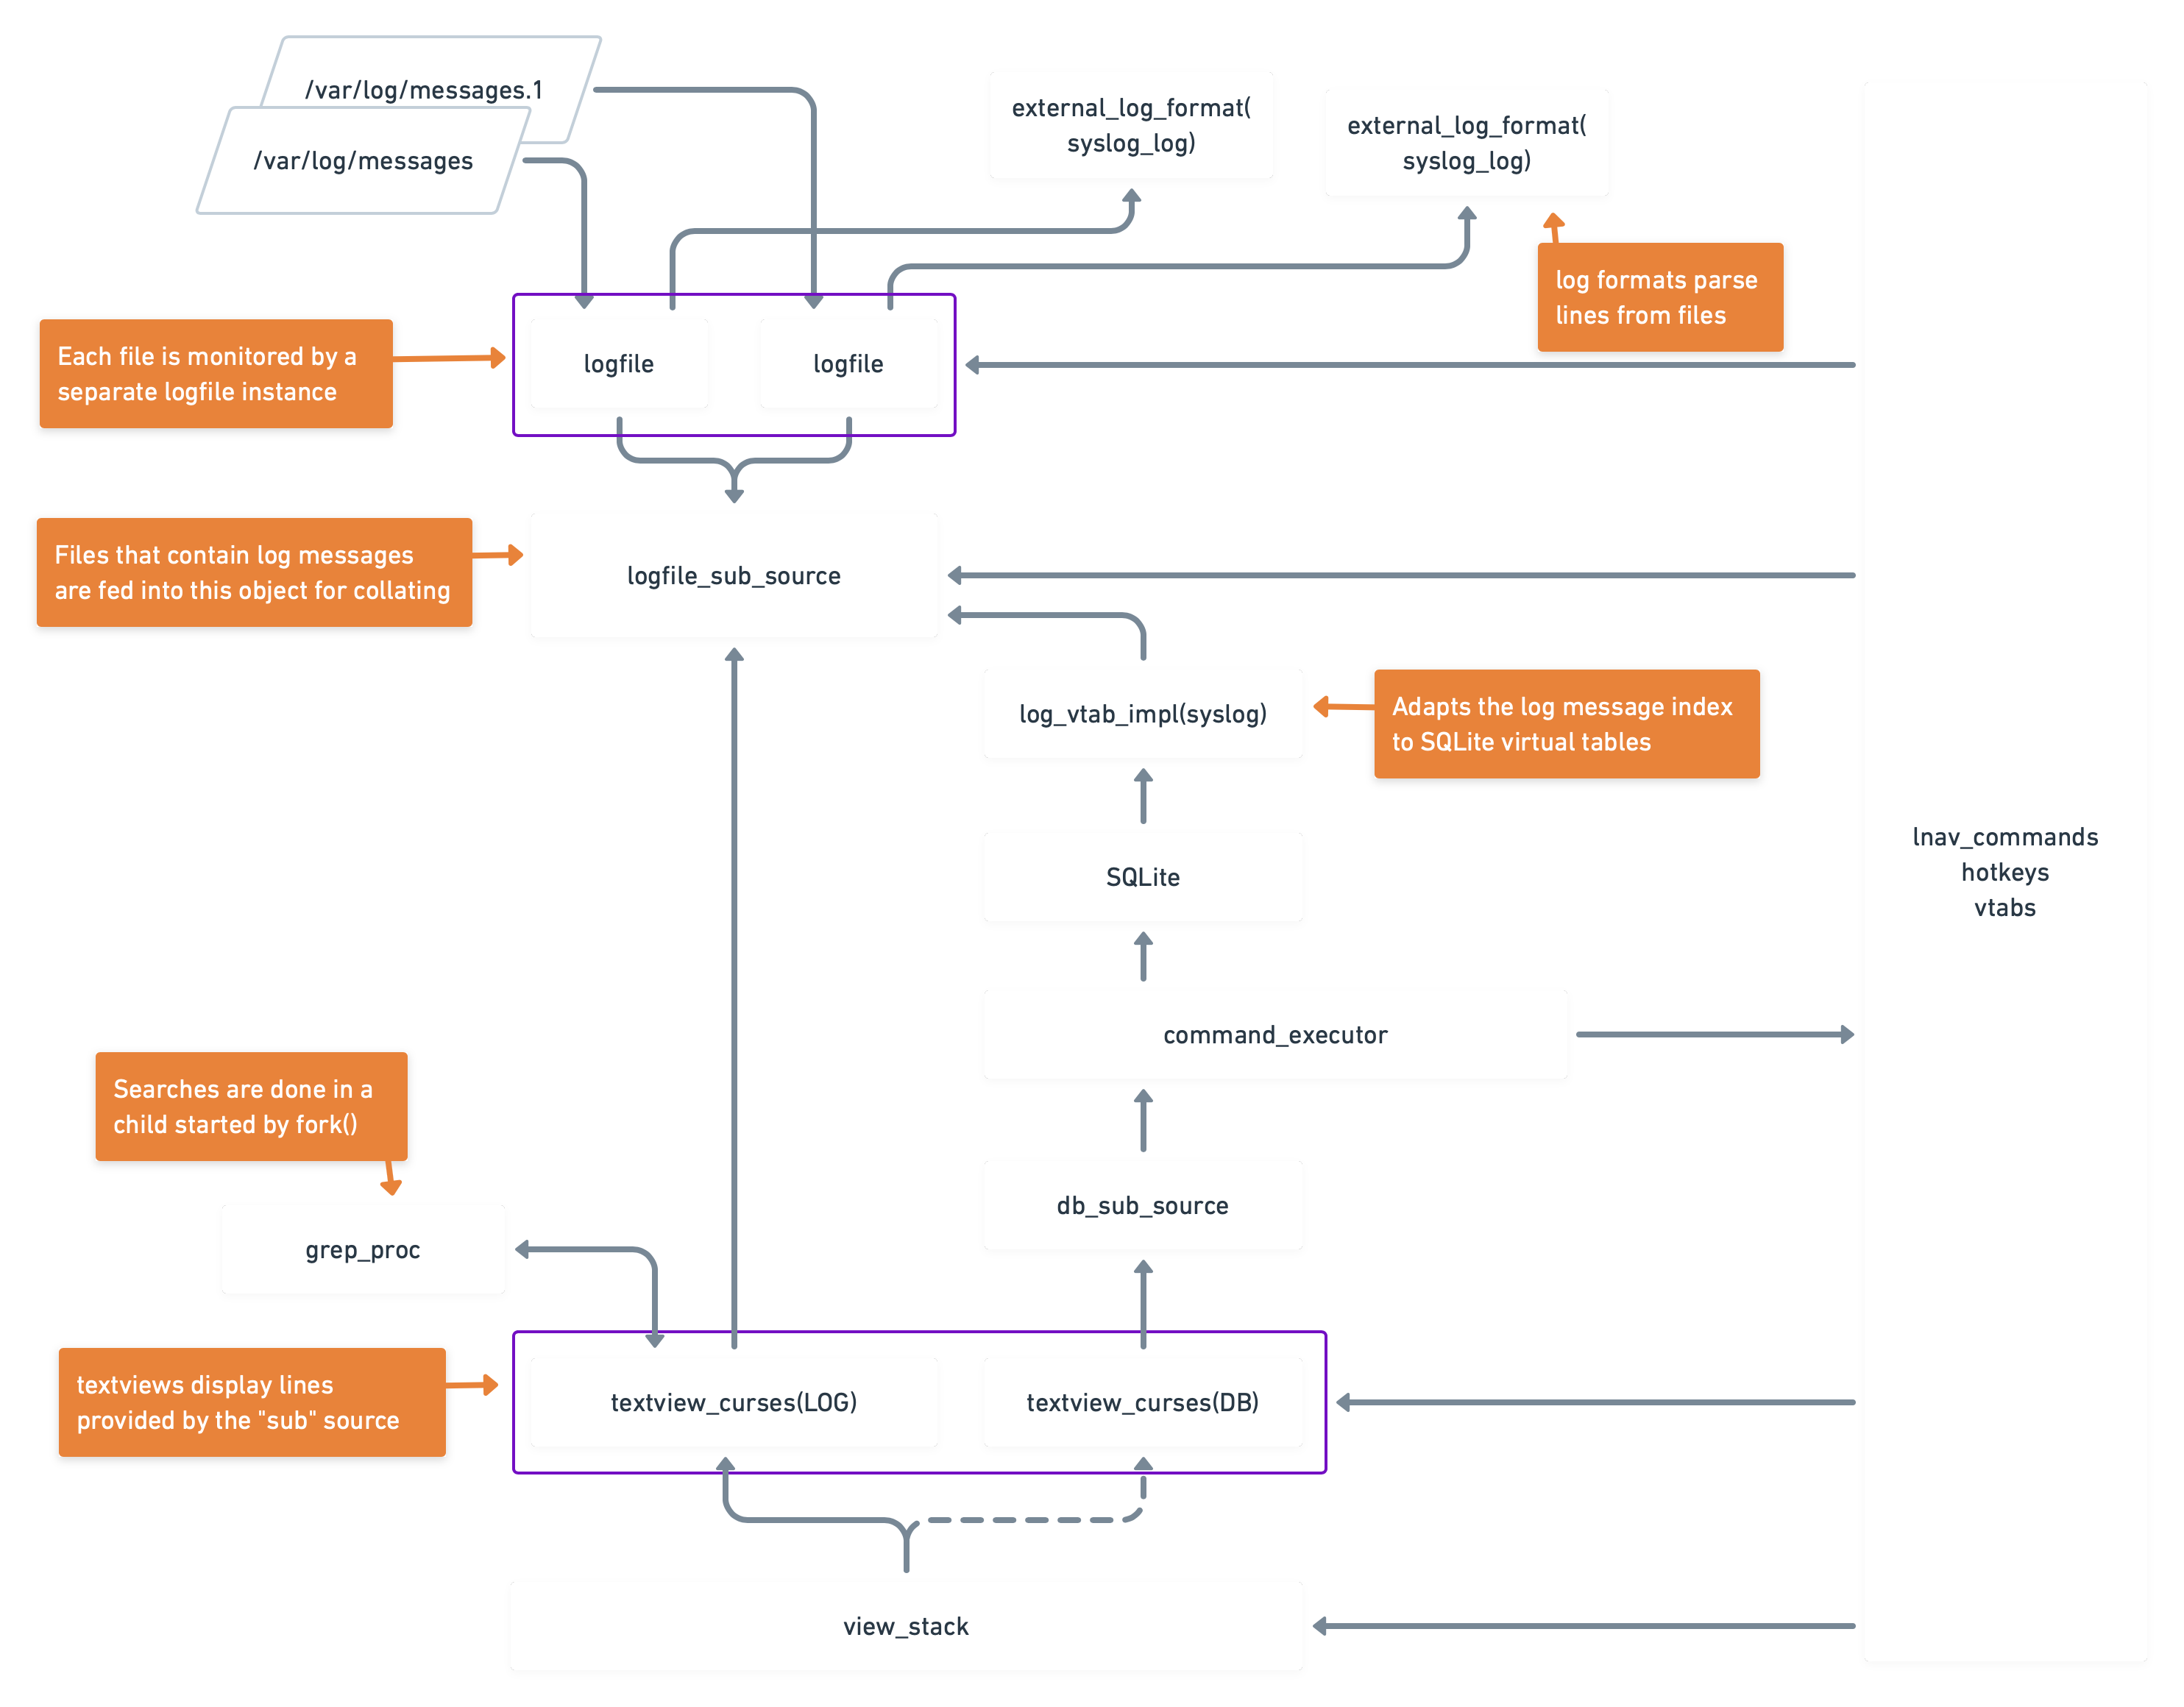 /var/log/messages.1
/var/log/messages
external_log_format(
syslog_log)
external_log_format(
syslog_log)
log formats parse
lines from files
Each file is monitored by a
separate logfile instance
logfile
logfile
Files that contain log messages
are fed into this object for collating
logfile_sub_source
log_vtab_impl(syslog)
Adapts the log message index
to SQLite virtual tables
SQLite
lnav_commands
hotkeys
vtabs
command_executor
Searches are done in a
child started by fork()
db_sub_source
grep_proc
textviews display lines
provided by the "sub" source
textview_curses(LOG)
textview_curses(DB)
view_stack